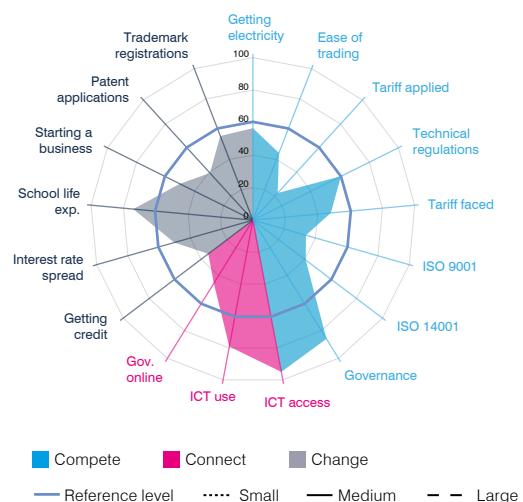 Getting
electricity
Ease of
trading
Tariff applied
Technical
regulations
Tariff faced
ISO 9001
ISO 14001
Governance
ICT access
ICT use
Gov.
online
Getting
credit
Interest rate
spread
School life
exp.
Starting a
business
Patent
applications
Trademark
registrations
100
80
60
40
20
0
Compete
Connect
Change
Reference level
Small
Medium
Large